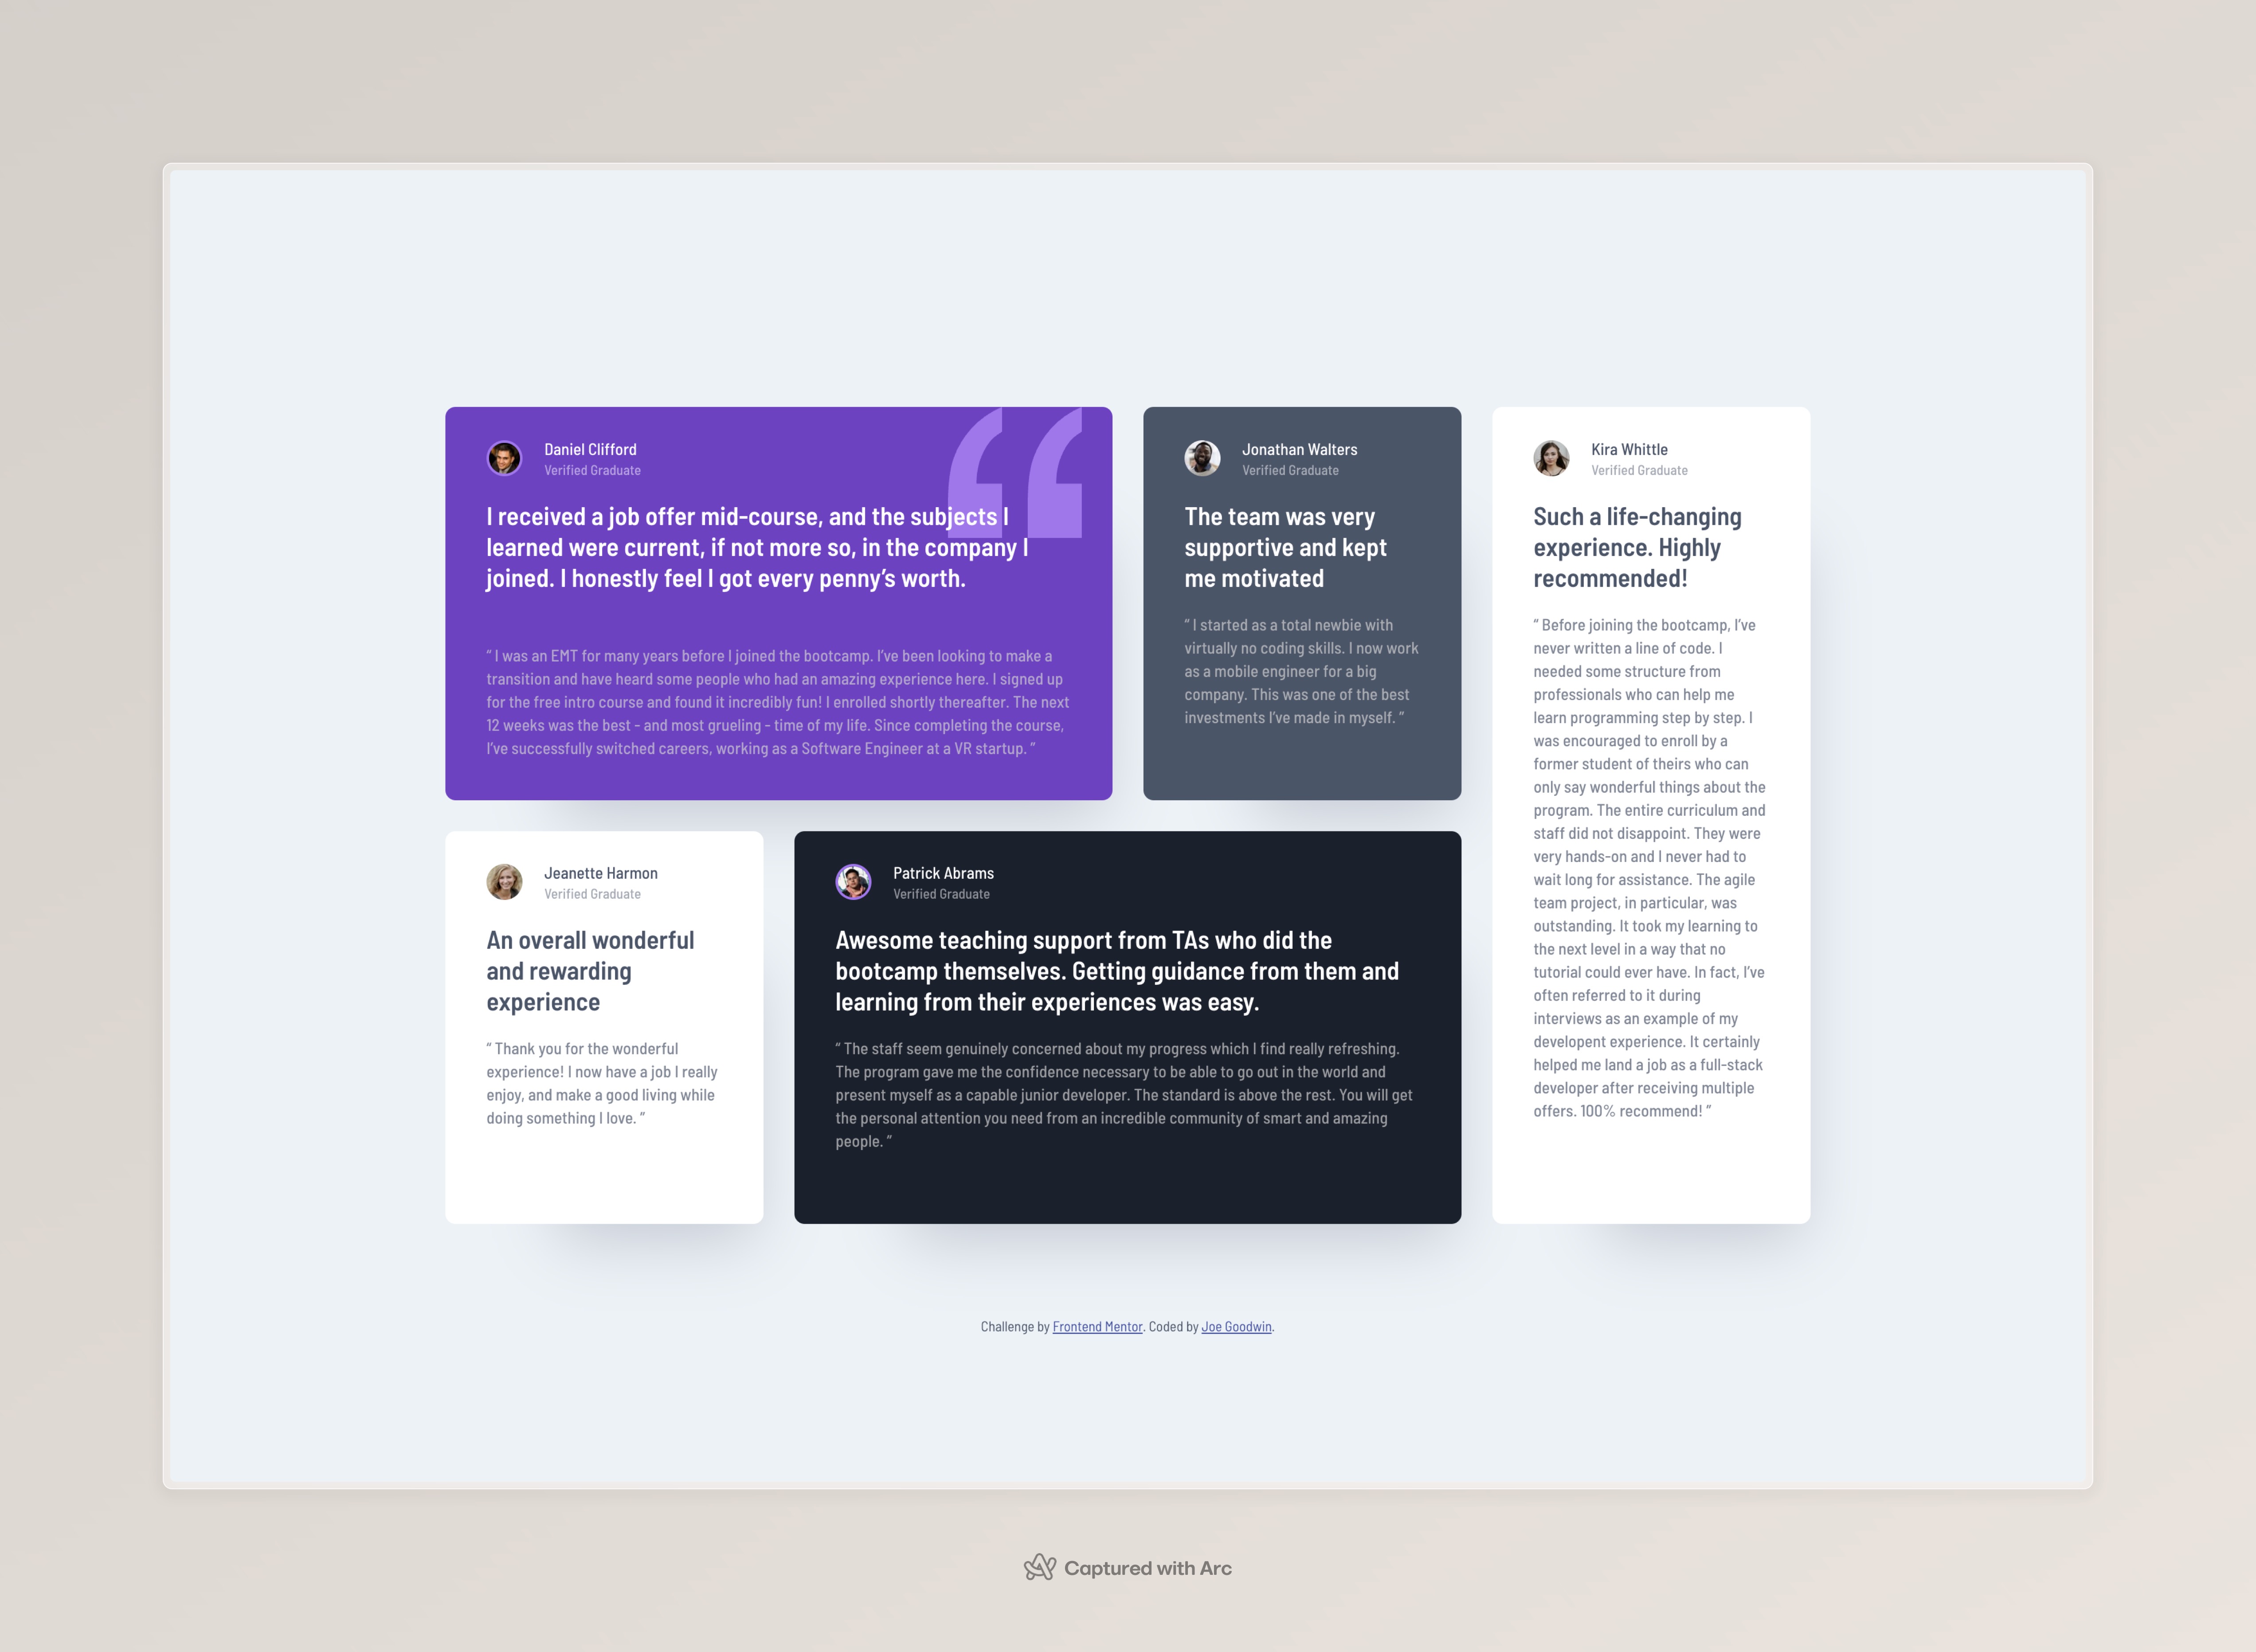 Daniel Clifford
Verified Graduate
I received a job offer mid-course, and the subjects I
learned were current, if not more so, in the company I
joined. I honestly feel I got every penny’s worth.
“ I was an EMT for many years before I joined the bootcamp. I’ve been looking to make a
transition and have heard some people who had an amazing experience here. I signed up
for the free intro course and found it incredibly fun! I enrolled shortly thereafter. The next
12 weeks was the best - and most grueling - time of my life. Since completing the course,
I’ve successfully switched careers, working as a Software Engineer at a VR startup. ”
Jonathan Walters
Verified Graduate
The team was very
supportive and kept
me motivated
“ I started as a total newbie with
virtually no coding skills. I now work
as a mobile engineer for a big
company. This was one of the best
investments I’ve made in myself. ”
Kira Whittle
Verified Graduate
Such a life-changing
experience. Highly
recommended!
“ Before joining the bootcamp, I’ve
never written a line of code. I
needed some structure from
professionals who can help me
learn programming step by step. I
was encouraged to enroll by a
former student of theirs who can
only say wonderful things about the
program. The entire curriculum and
staff did not disappoint. They were
very hands-on and I never had to
wait long for assistance. The agile
team project, in particular, was
outstanding. It took my learning to
the next level in a way that no
tutorial could ever have. In fact, I’ve
often referred to it during
interviews as an example of my
developent experience. It certainly
helped me land a job as a full-stack
developer after receiving multiple
offers. 100% recommend! ”
Jeanette Harmon
Verified Graduate
An overall wonderful
and rewarding
experience
“ Thank you for the wonderful
experience! I now have a job I really
enjoy, and make a good living while
doing something I love. ”
Patrick Abrams
Verified Graduate
Awesome teaching support from TAs who did the
bootcamp themselves. Getting guidance from them and
learning from their experiences was easy.
“ The staff seem genuinely concerned about my progress which I find really refreshing.
The program gave me the confidence necessary to be able to go out in the world and
present myself as a capable junior developer. The standard is above the rest. You will get
the personal attention you need from an incredible community of smart and amazing
people. ”
Challenge by Frontend Mentor. Coded by Joe Goodwin.
Captured with Arc